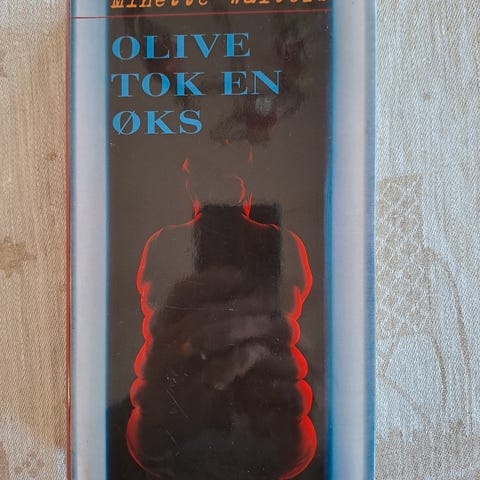 Minette Walters
OLIVE
TOK EN
ØKS